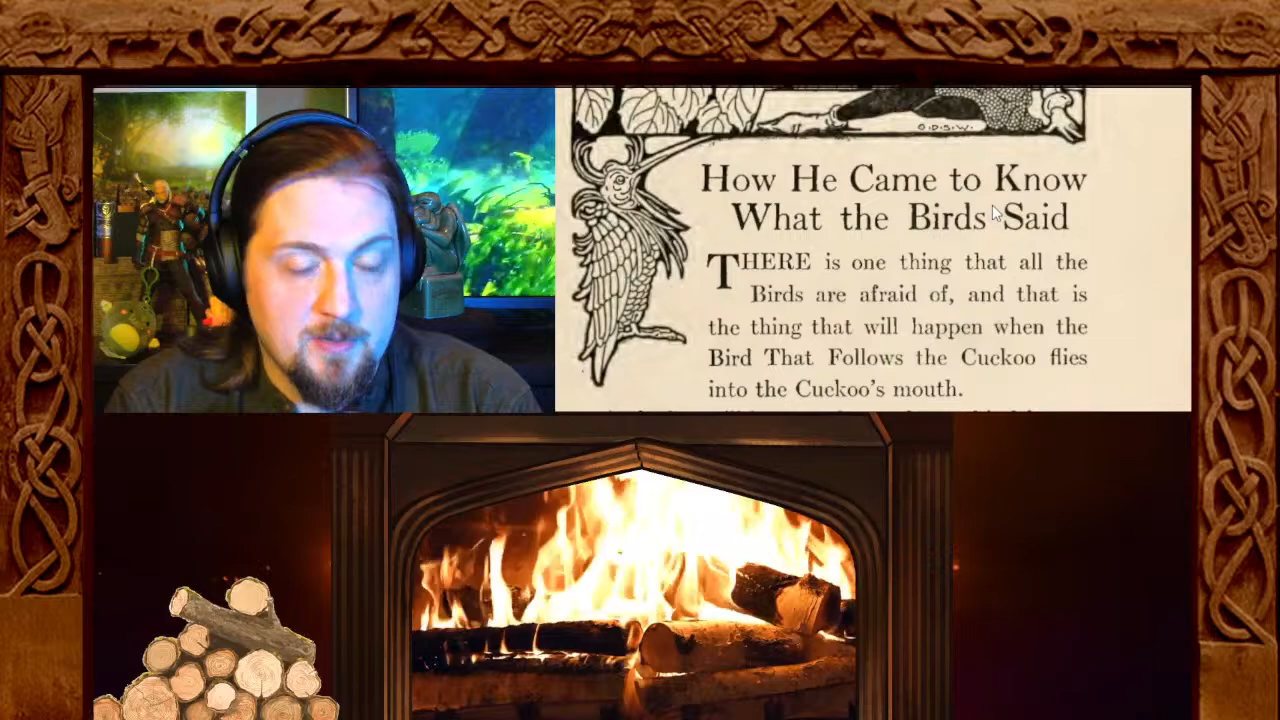 G.D.S.W.
How He Came to Know
What the Birds Said
THERE is one thing that all the
Birds are afraid of, and that is
the thing that will happen when the
Bird That Follows the Cuckoo flies
into the Cuckoo's mouth.